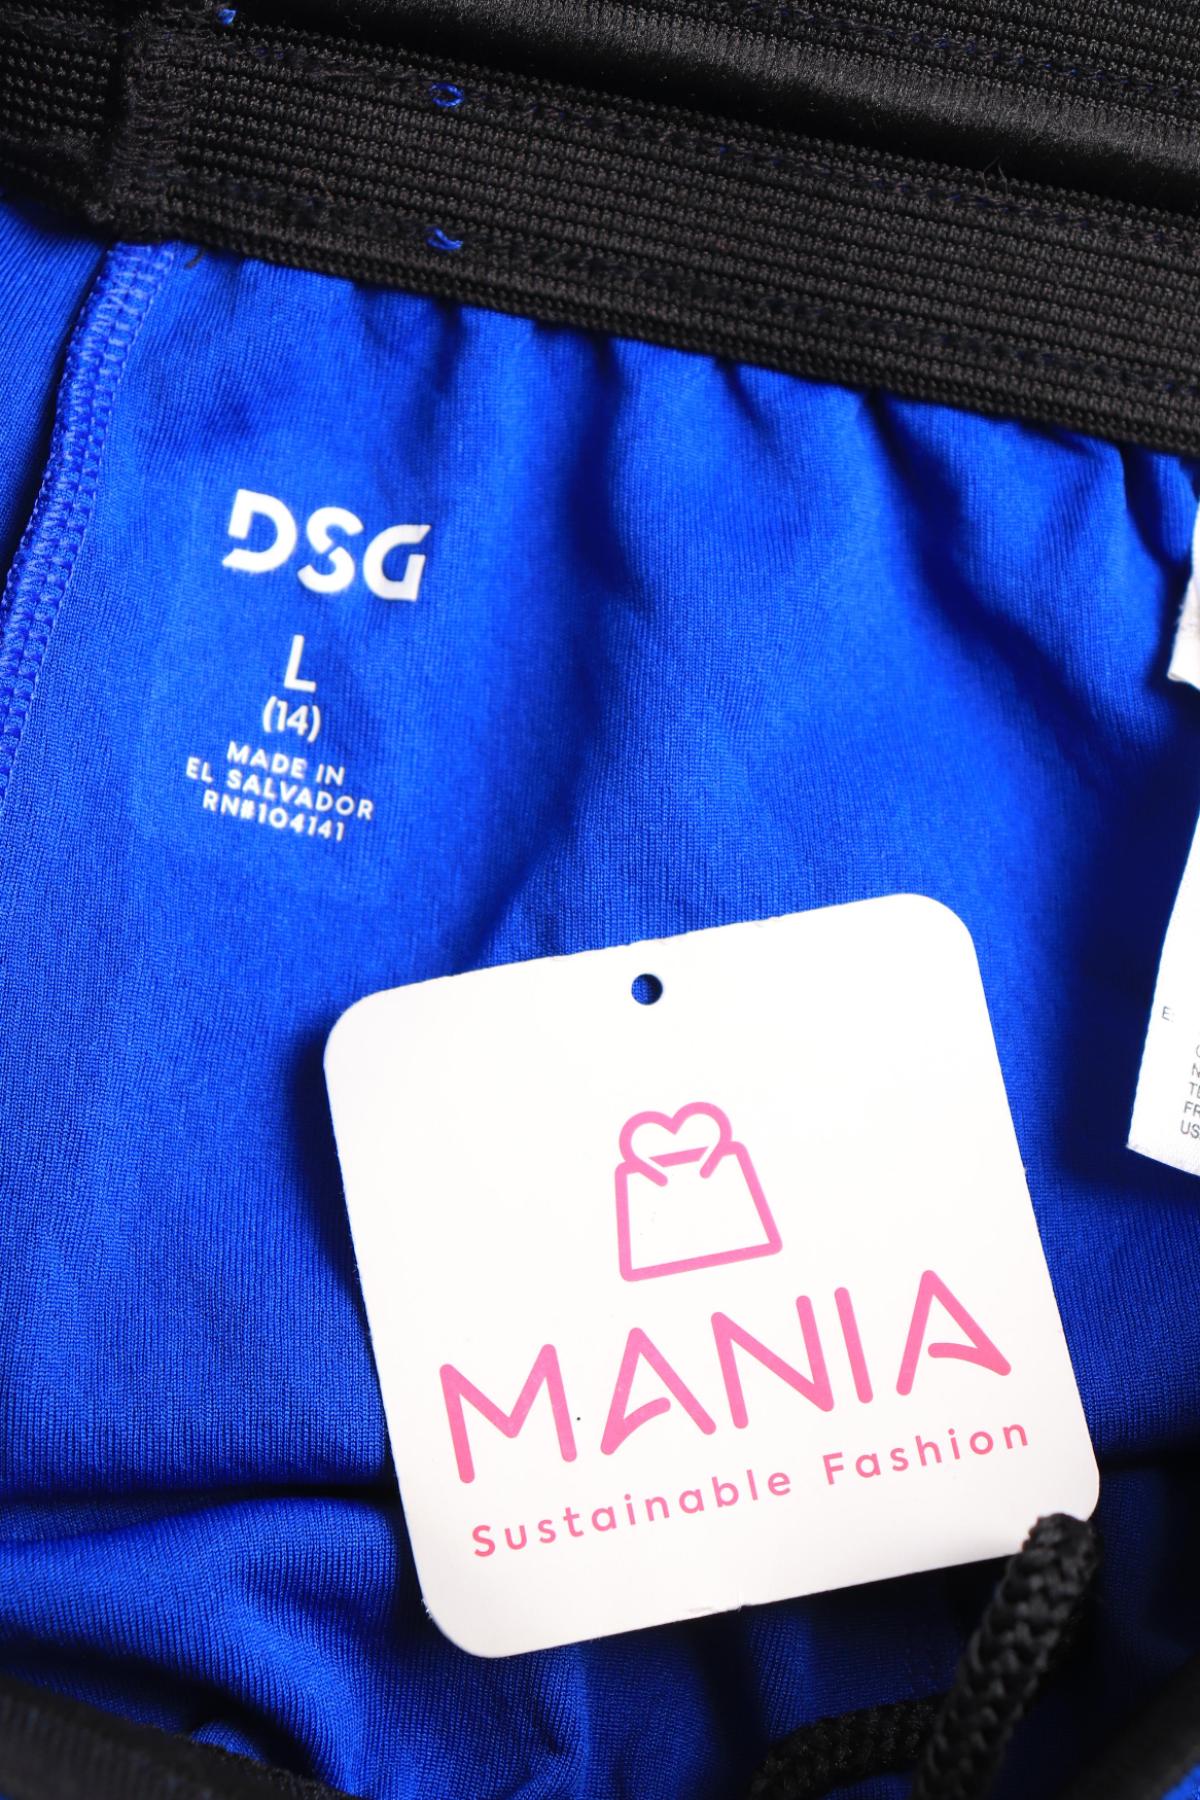 DSG
L
(14)
MADE IN
EL SALVADOR
RN#104141
MANIA
Sustainable Fashion